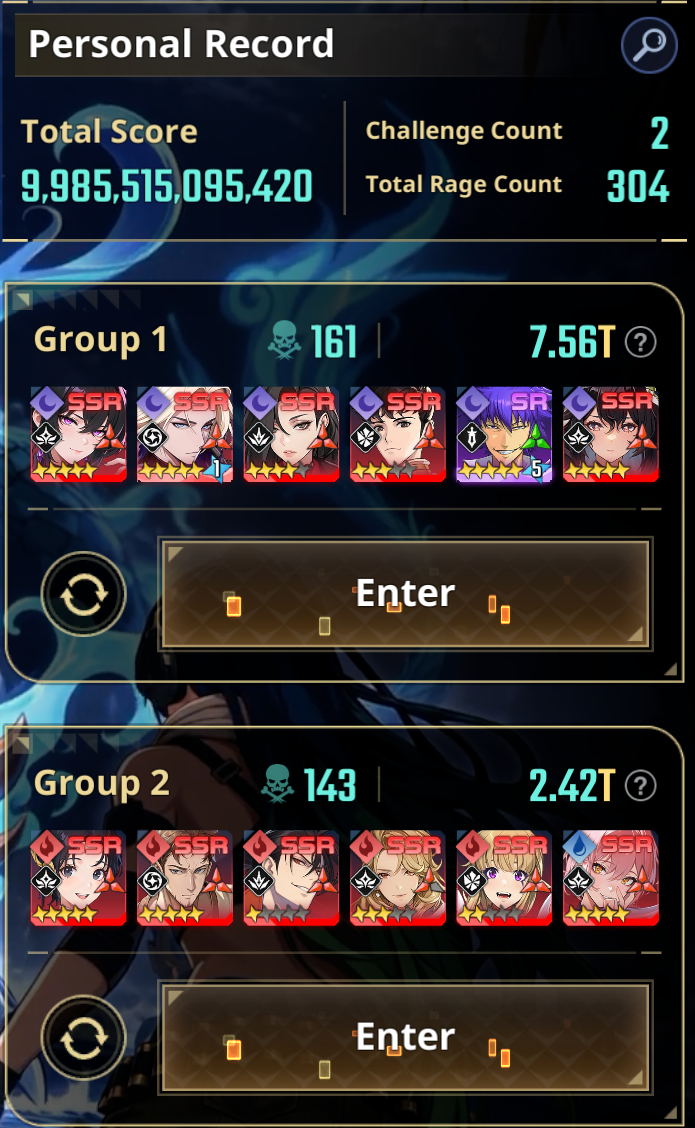 Personal Record
Total Score
9,985,515,095,420
Challenge Count 2
Total Rage Count 304
Group 1 161 7.56T ?
SSR SSR SSR SSR SR SSR
1 5
Enter
Group 2 143 2.42T ?
SSR SSR SSR SSR SSR SSR
Enter